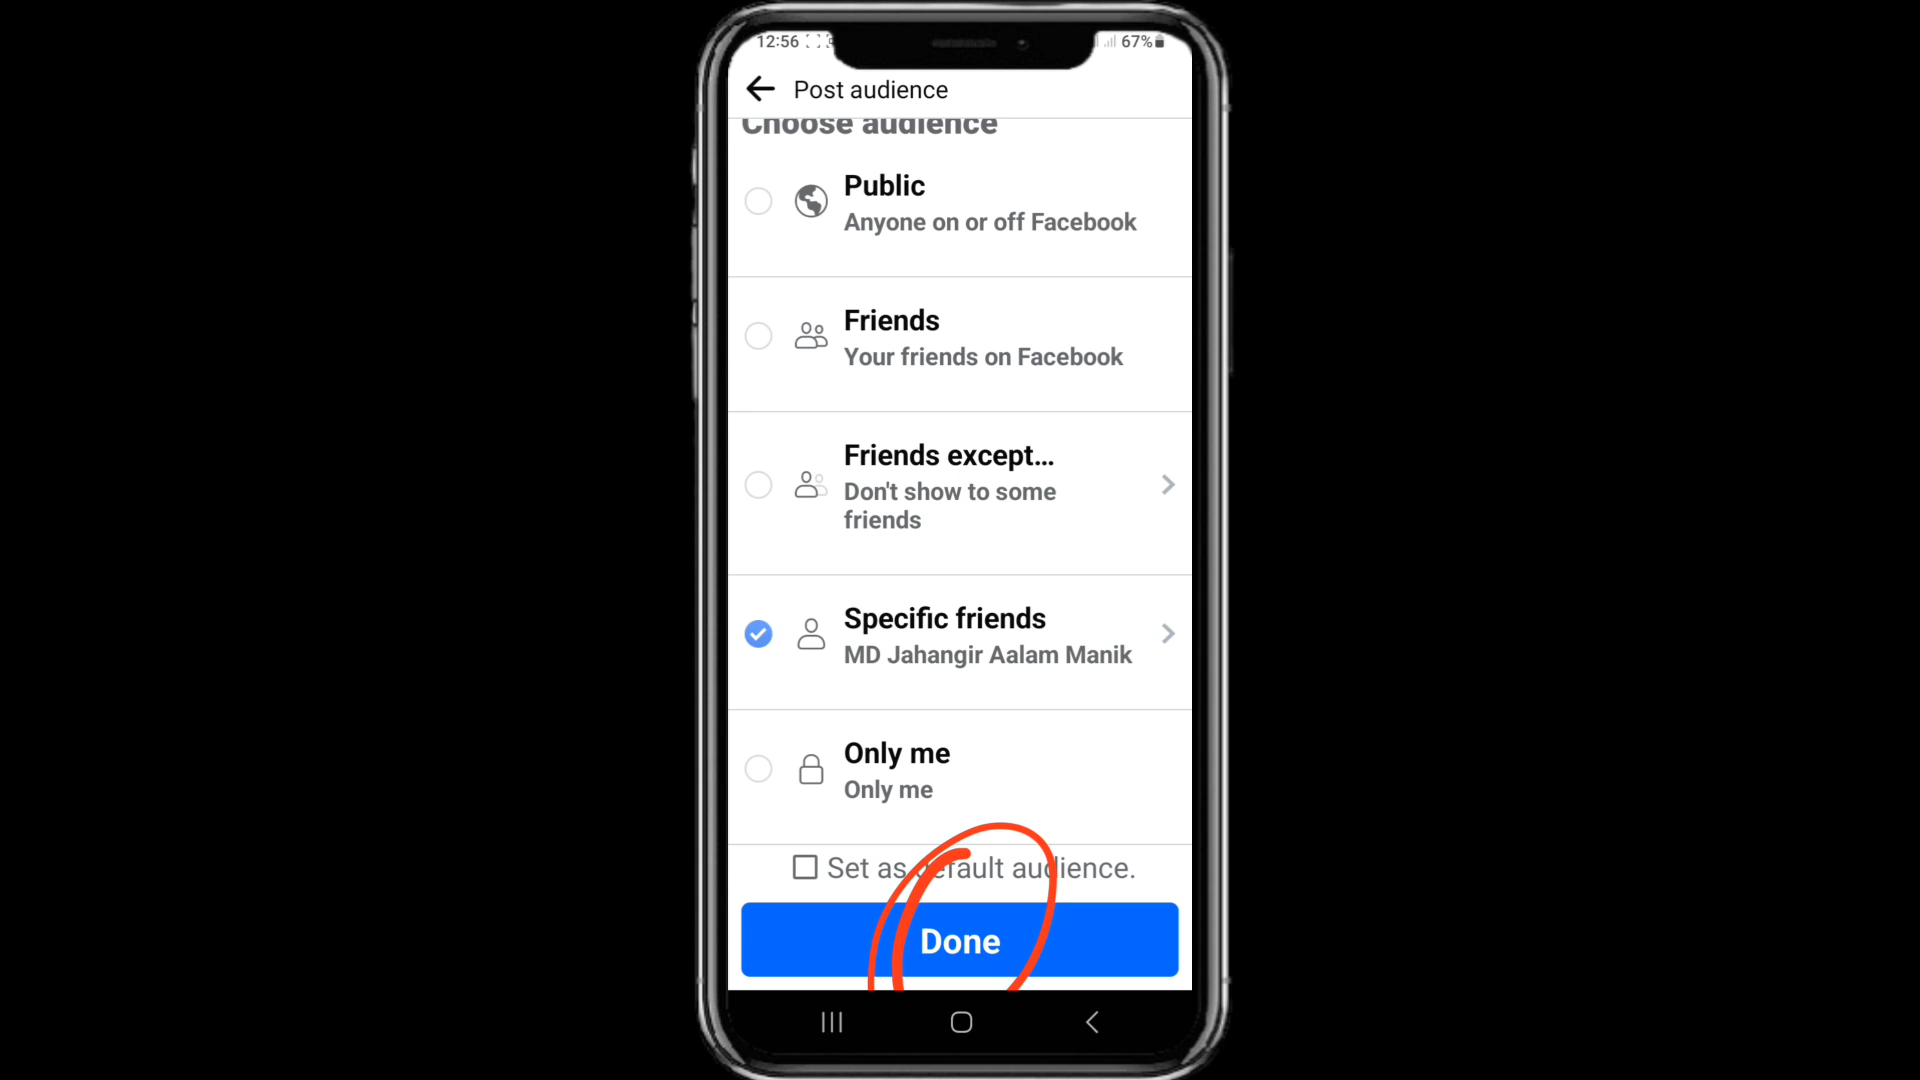 12:56
67%
Post audience
Choose audience
Public
Anyone on or off Facebook
Friends
Your friends on Facebook
Friends except...
Don't show to some
friends
Specific friends
MD Jahangir Aalam Manik
Only me
Only me
Set as default audience.
Done